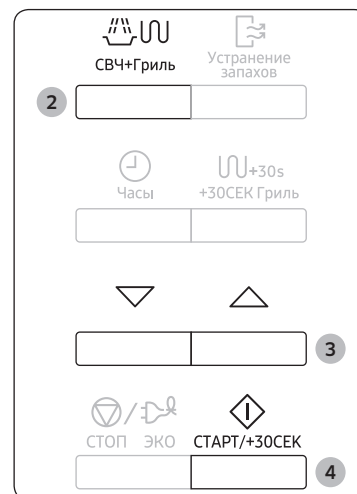 СВЧ+Гриль
Устранение
запахов
2
+30s
Часы
+30СЕК Гриль
3
СТОП
ЭКО
СТАРТ/+30СЕК
4